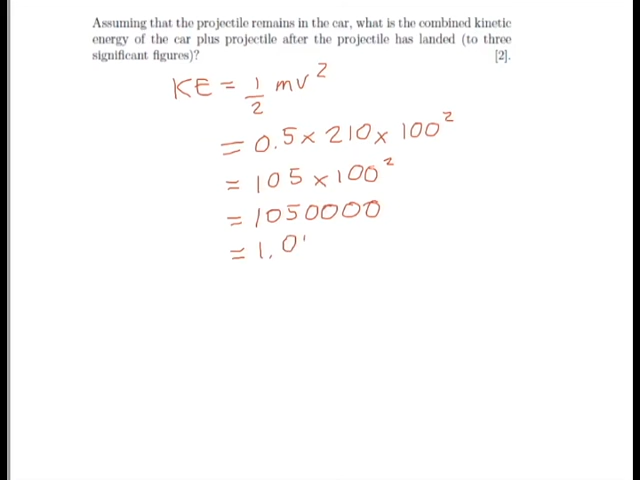 Assuming that the projectile remains in the car, what is the combined kinetic
energy of the car plus projectile after the projectile has landed (to three
significant figures)? [2].
KE = 1/2 mv²
= 0.5 × 210 × 100²
= 105 × 100²
= 1050000
= 1.0'